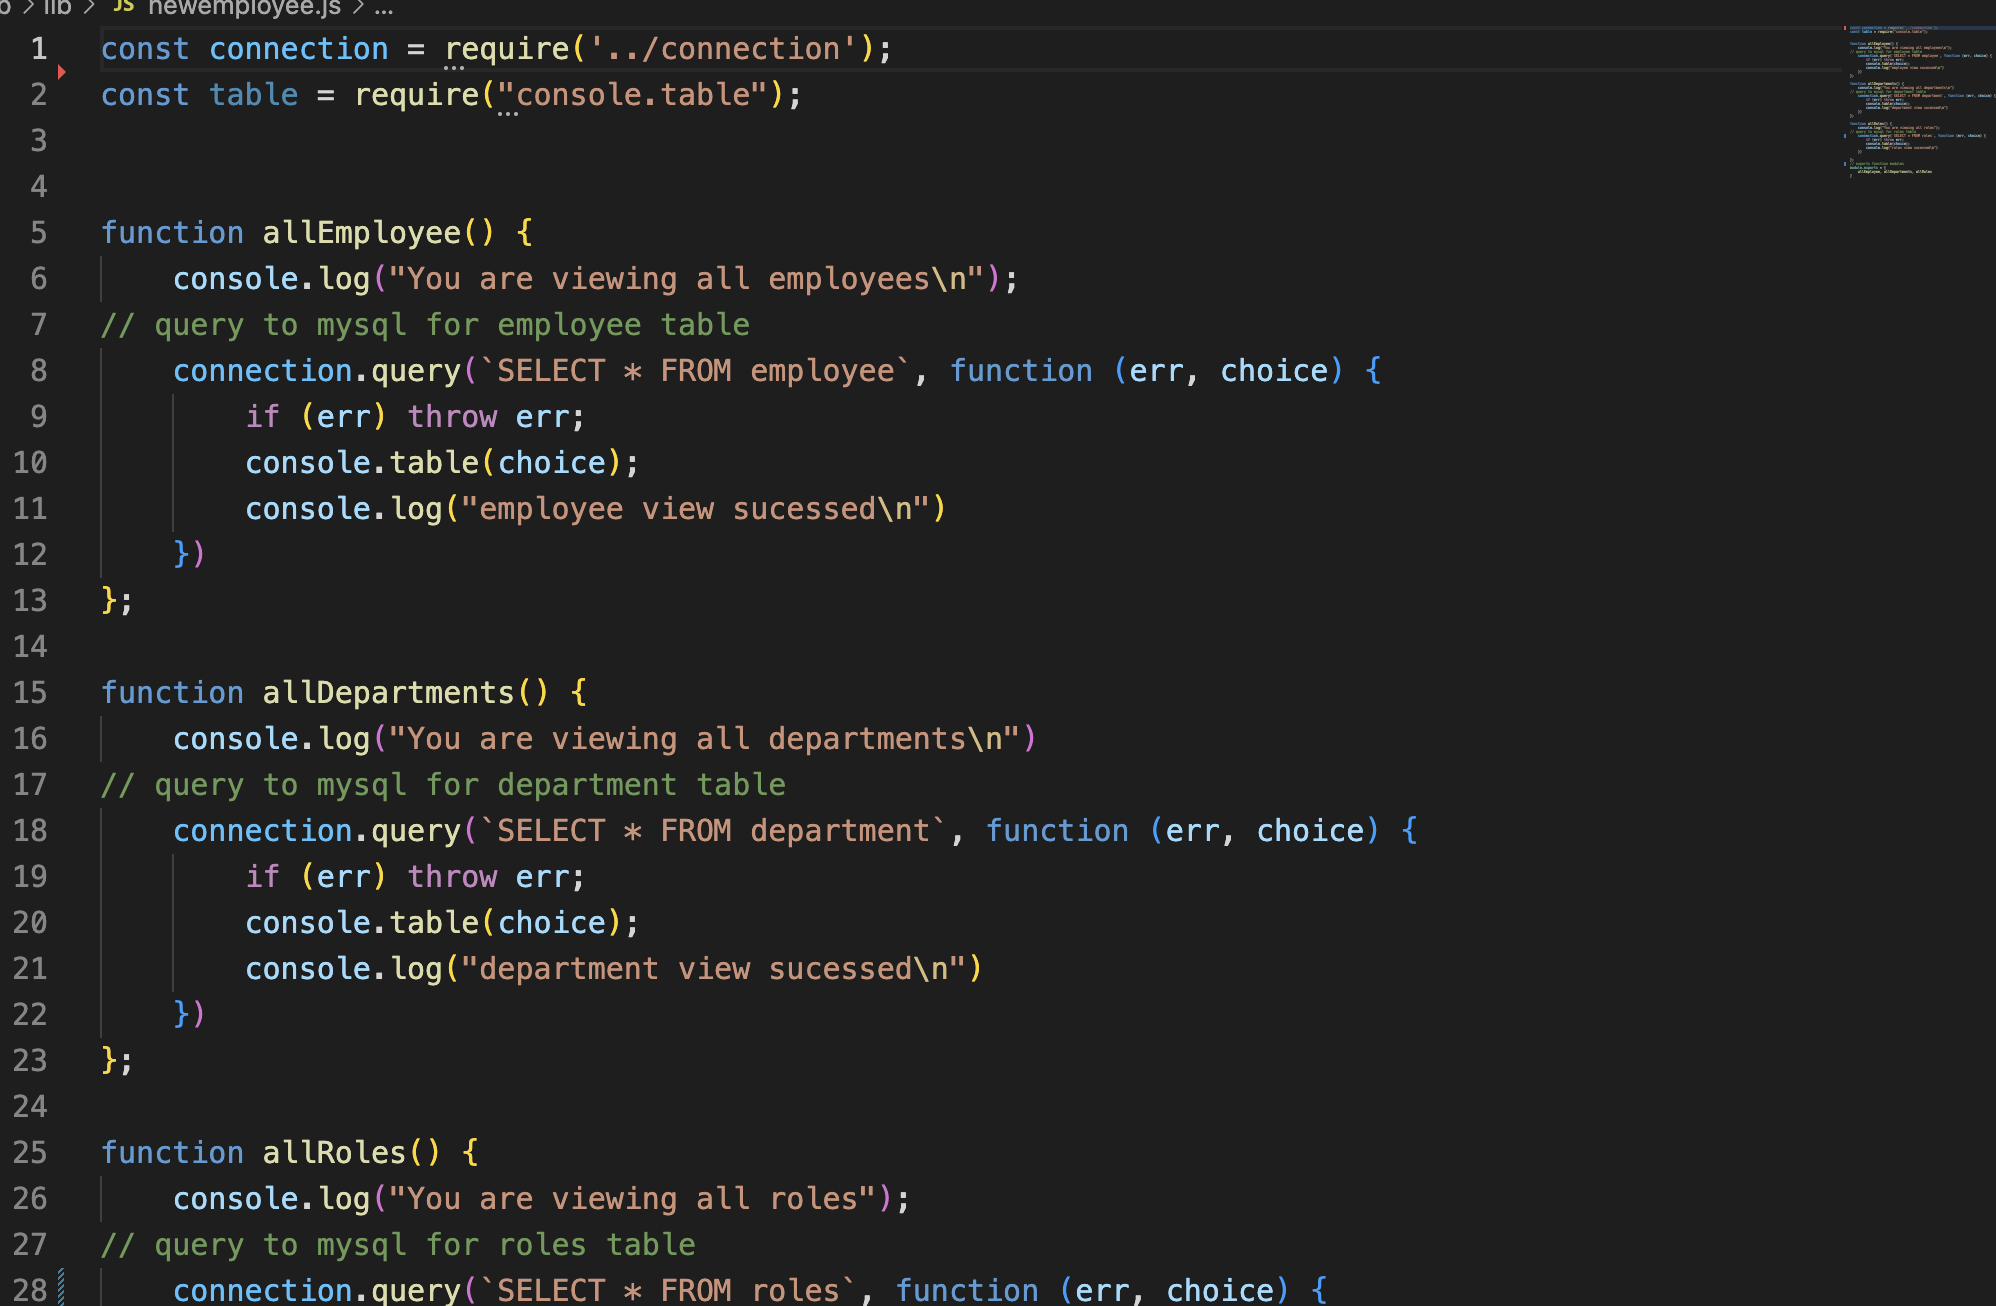 lib > JS newemployee.js > ...
1 const connection = require('../connection');
2 const table = require("console.table");
3
4
5 function allEmployee() {
6 console.log("You are viewing all employees\n");
7 // query to mysql for employee table
8 connection.query(`SELECT * FROM employee`, function (err, choice) {
9 if (err) throw err;
10 console.table(choice);
11 console.log("employee view sucessed\n")
12 })
13 };
14
15 function allDepartments() {
16 console.log("You are viewing all departments\n")
17 // query to mysql for department table
18 connection.query(`SELECT * FROM department`, function (err, choice) {
19 if (err) throw err;
20 console.table(choice);
21 console.log("department view sucessed\n")
22 })
23 };
24
25 function allRoles() {
26 console.log("You are viewing all roles");
27 // query to mysql for roles table
28 connection.query(`SELECT * FROM roles`, function (err, choice) {